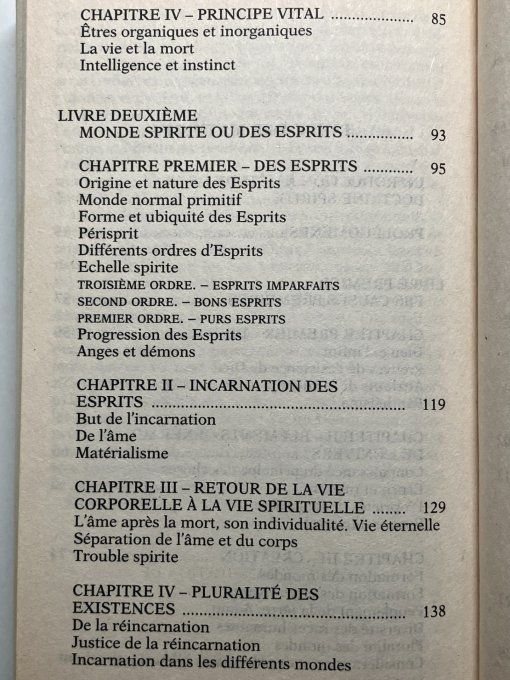 CHAPITRE IV – PRINCIPE VITAL .................... 85
Êtres organiques et inorganiques
La vie et la mort
Intelligence et instinct
LIVRE DEUXIÈME
MONDE SPIRITE OU DES ESPRITS ............... 93
CHAPITRE PREMIER – DES ESPRITS ............ 95
Origine et nature des Esprits
Monde normal primitif
Forme et ubiquité des Esprits
Périsprit
Différents ordres d'Esprits
Echelle spirite
TROISIÈME ORDRE. – ESPRITS IMPARFAITS
SECOND ORDRE. – BONS ESPRITS
PREMIER ORDRE. – PURS ESPRITS
Progression des Esprits
Anges et démons
CHAPITRE II – INCARNATION DES
ESPRITS ................................................ 119
But de l'incarnation
De l'âme
Matérialisme
CHAPITRE III – RETOUR DE LA VIE
CORPORELLE À LA VIE SPIRITUELLE ........ 129
L'âme après la mort, son individualité. Vie éternelle
Séparation de l'âme et du corps
Trouble spirite
CHAPITRE IV – PLURALITÉ DES
EXISTENCES ........................................... 138
De la réincarnation
Justice de la réincarnation
Incarnation dans les différents mondes